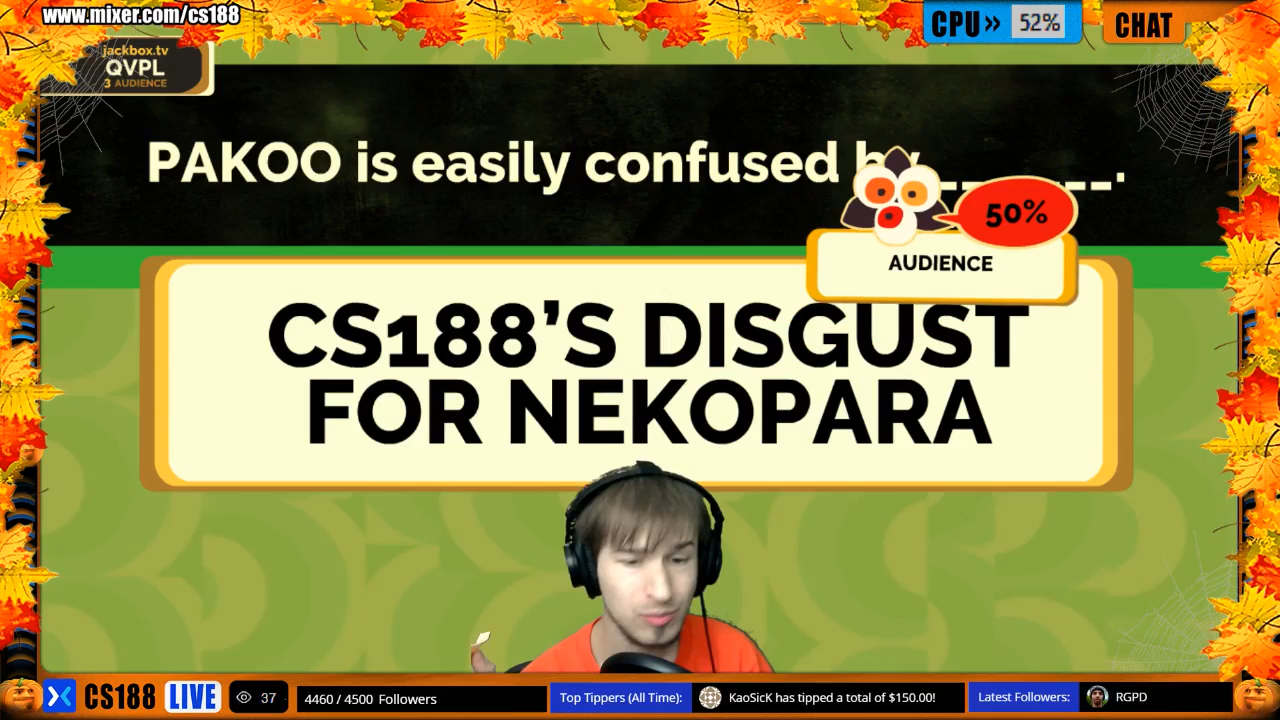 www.mixer.com/cs188
CPU» 52%
CHAT
jackbox.tv
QVPL
3 AUDIENCE
PAKOO is easily confused by _______.
50%
AUDIENCE
CS188'S DISGUST
FOR NEKOPARA
CS188 LIVE
37
4460 / 4500 Followers
Top Tippers (All Time):
KaoSicK has tipped a total of $150.00!
Latest Followers:
RGPD